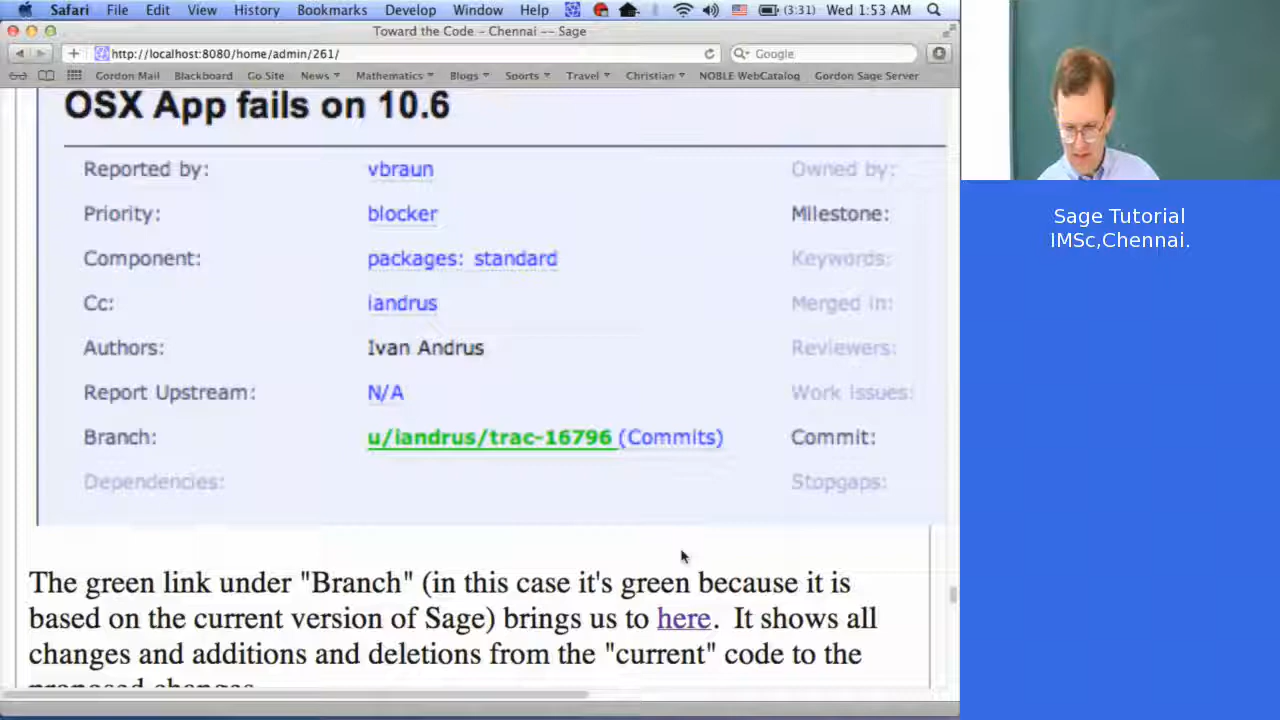 Safari File Edit View History Bookmarks Develop Window Help (3:31) Wed 1:53 AM
Toward the Code - Chennai -- Sage
http://localhost:8080/home/admin/261/ Google
Gordon Mail Blackboard Go Site News Mathematics Blogs Sports Travel Christian NOBLE WebCatalog Gordon Sage Server
OSX App fails on 10.6
Reported by: vbraun Owned by:
Priority: blocker Milestone:
Component: packages: standard Keywords:
Cc: iandrus Merged in:
Authors: Ivan Andrus Reviewers:
Report Upstream: N/A Work issues:
Branch: u/iandrus/trac-16796 (Commits) Commit:
Dependencies: Stopgaps:
The green link under "Branch" (in this case it's green because it is
based on the current version of Sage) brings us to here. It shows all
changes and additions and deletions from the "current" code to the
proposed changes.
Sage Tutorial
IMSc,Chennai.